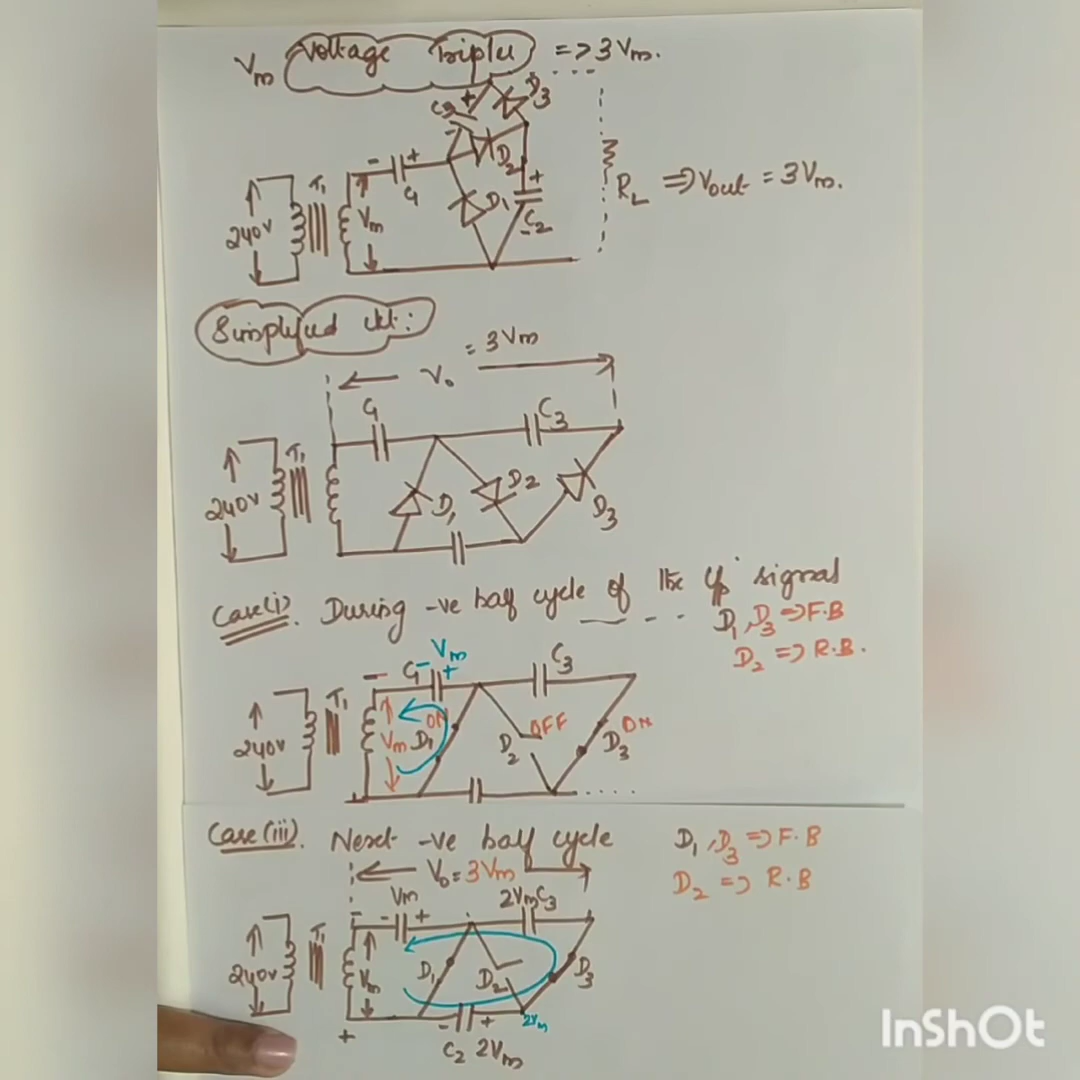 Vm Voltage Tripler => 3Vm.
C3 + D3
- D2
- + C1
240V T1 Vm D1 + C2 -
RL => Vout = 3Vm.
Simplified ckt:
= 3Vm
V0
C1 C3
240V T1 D1 D2 D3
Case(i). During -ve half cycle of the i/p signal
D1, D3 => F.B
D2 => R.B.
- C1 - Vm + C3
240V T1 Vm D1 ON D2 OFF D3 ON
+
Case(iii). Next -ve half cycle
D1, D3 => F.B
V0 = 3Vm
D2 => R.B
- - Vm + 2Vm C3
240V T1 Vm D1 D2 D3
+ - + 2Vm
C2 2Vm
InShOt